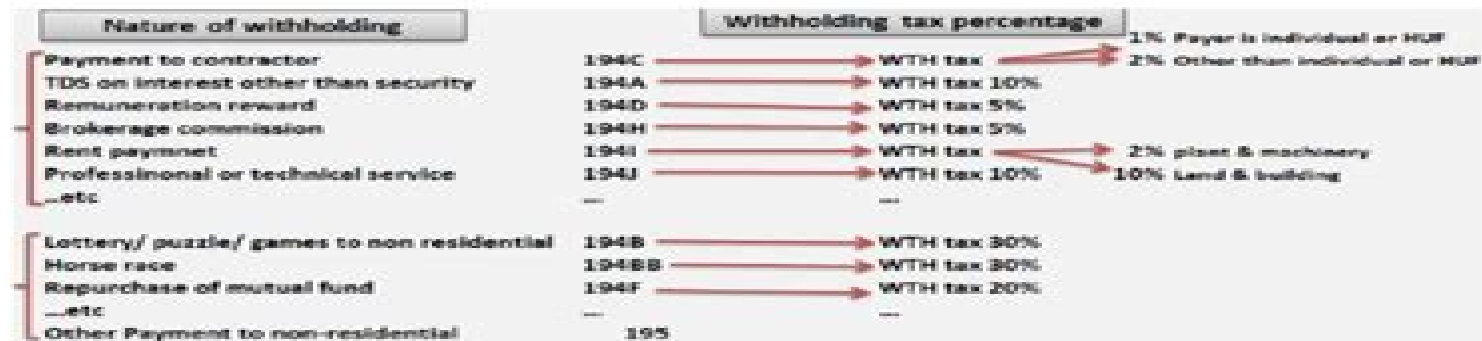 Nature of withholding Withholding tax percentage
1% Payer is individual or HUF
Payment to contractor 194C WTH tax 2% Other than individual or HUF
TDS on interest other than security 194A WTH tax 10%
Remuneration reward 194D WTH tax 5%
Brokerage commission 194H WTH tax 5%
Rent paymnet 194I WTH tax 2% plant & machinery
Professinonal or technical service 194J WTH tax 10% 10% Land & building
...etc ... ...
Lottery/ puzzle/ games to non residential 194B WTH tax 30%
Horse race 194BB WTH tax 30%
Repurchase of mutual fund 194F WTH tax 20%
...etc ... ...
Other Payment to non-residential 195